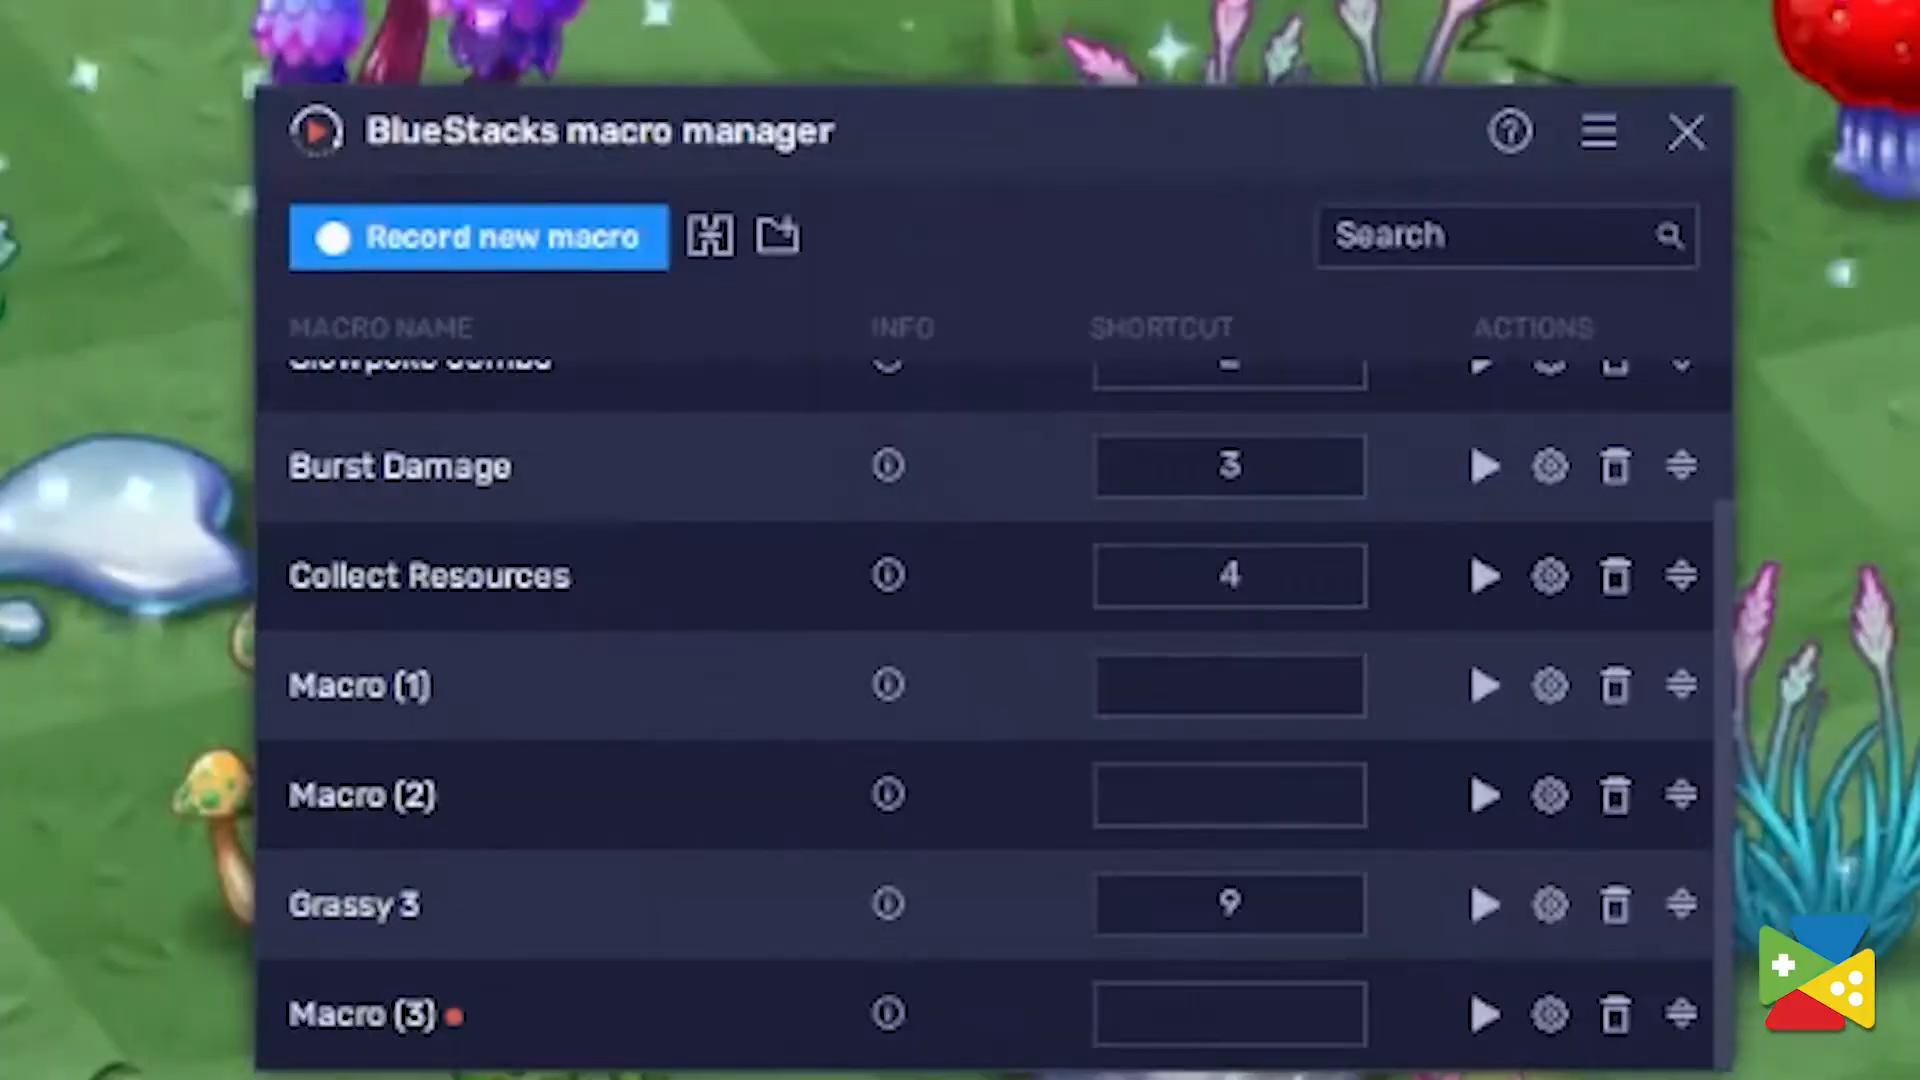 BlueStacks macro manager
Record new macro
Search
MACRO NAME INFO SHORTCUT ACTIONS
Burst Damage 3
Collect Resources 4
Macro (1)
Macro (2)
Grassy 3 9
Macro (3)